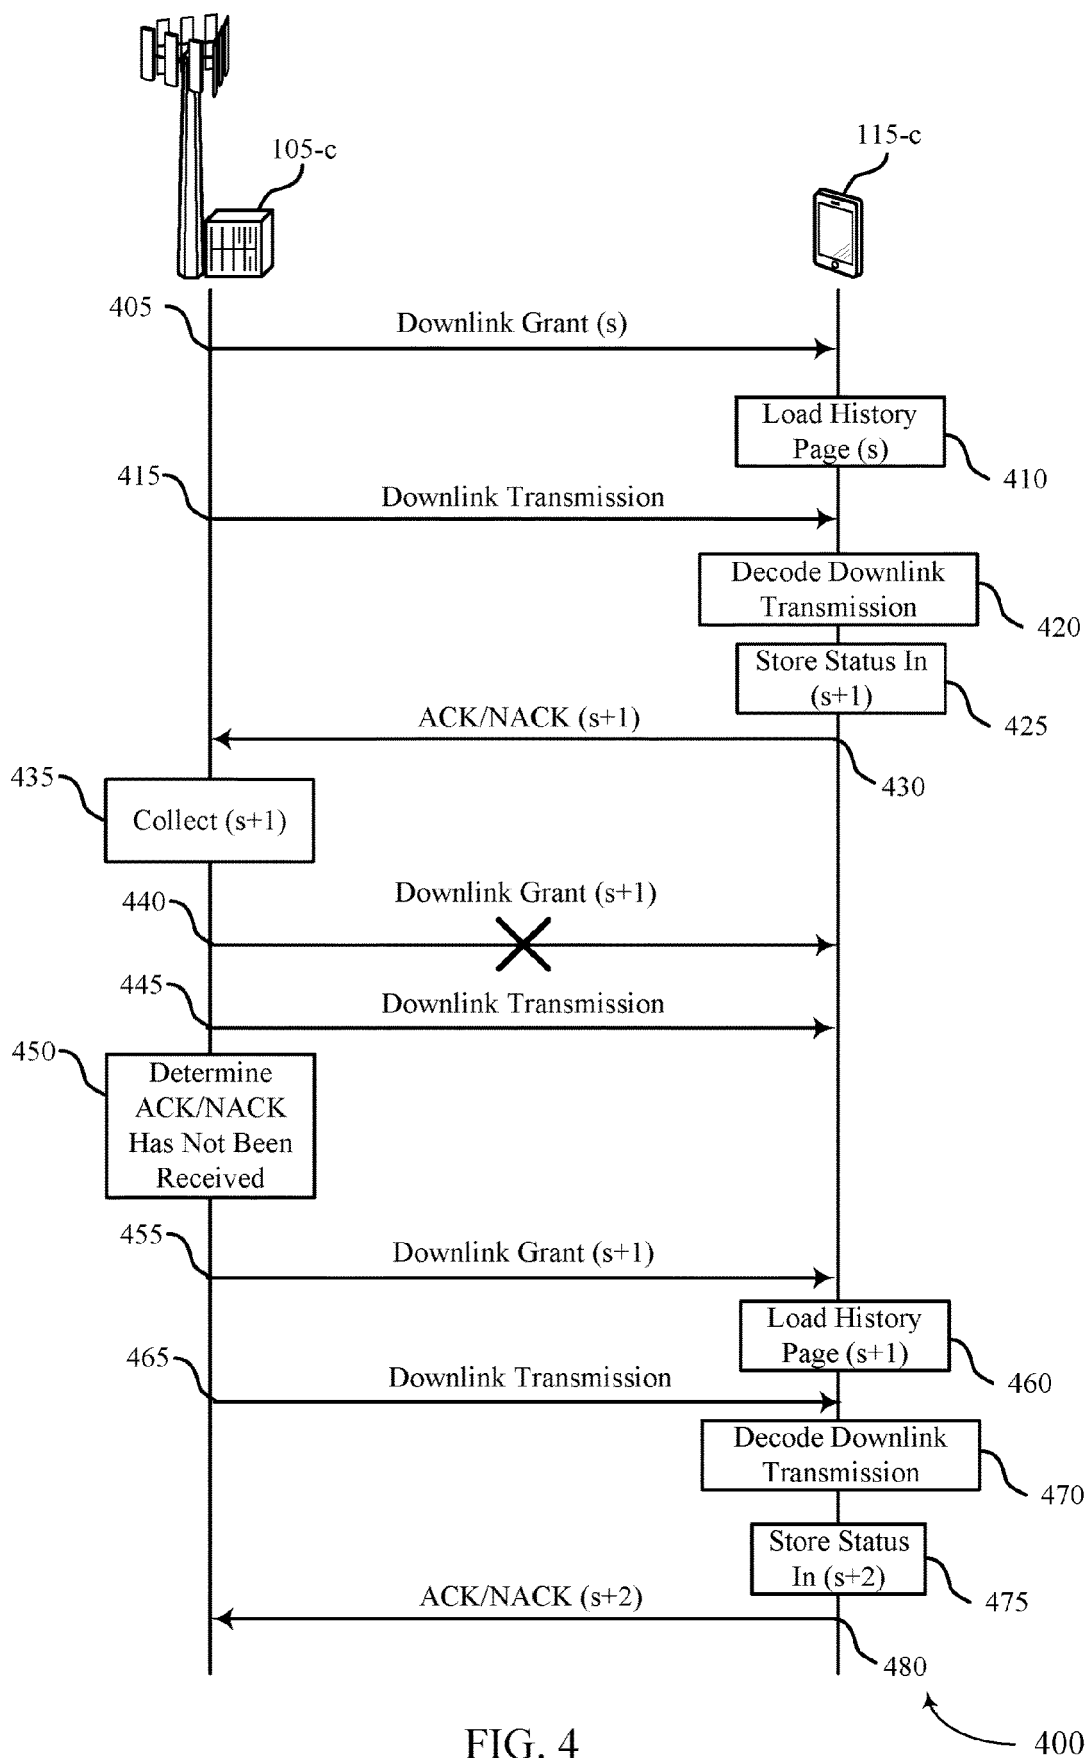 105-c
115-c
405
Downlink Grant (s)
Load History
Page (s)
410
415
Downlink Transmission
Decode Downlink
Transmission
420
Store Status In
(s+1)
425
ACK/NACK (s+1)
430
435
Collect (s+1)
440
Downlink Grant (s+1)
445
Downlink Transmission
450
Determine
ACK/NACK
Has Not Been
Received
455
Downlink Grant (s+1)
Load History
Page (s+1)
460
465
Downlink Transmission
Decode Downlink
Transmission
470
Store Status
In (s+2)
475
ACK/NACK (s+2)
480
400
FIG. 4